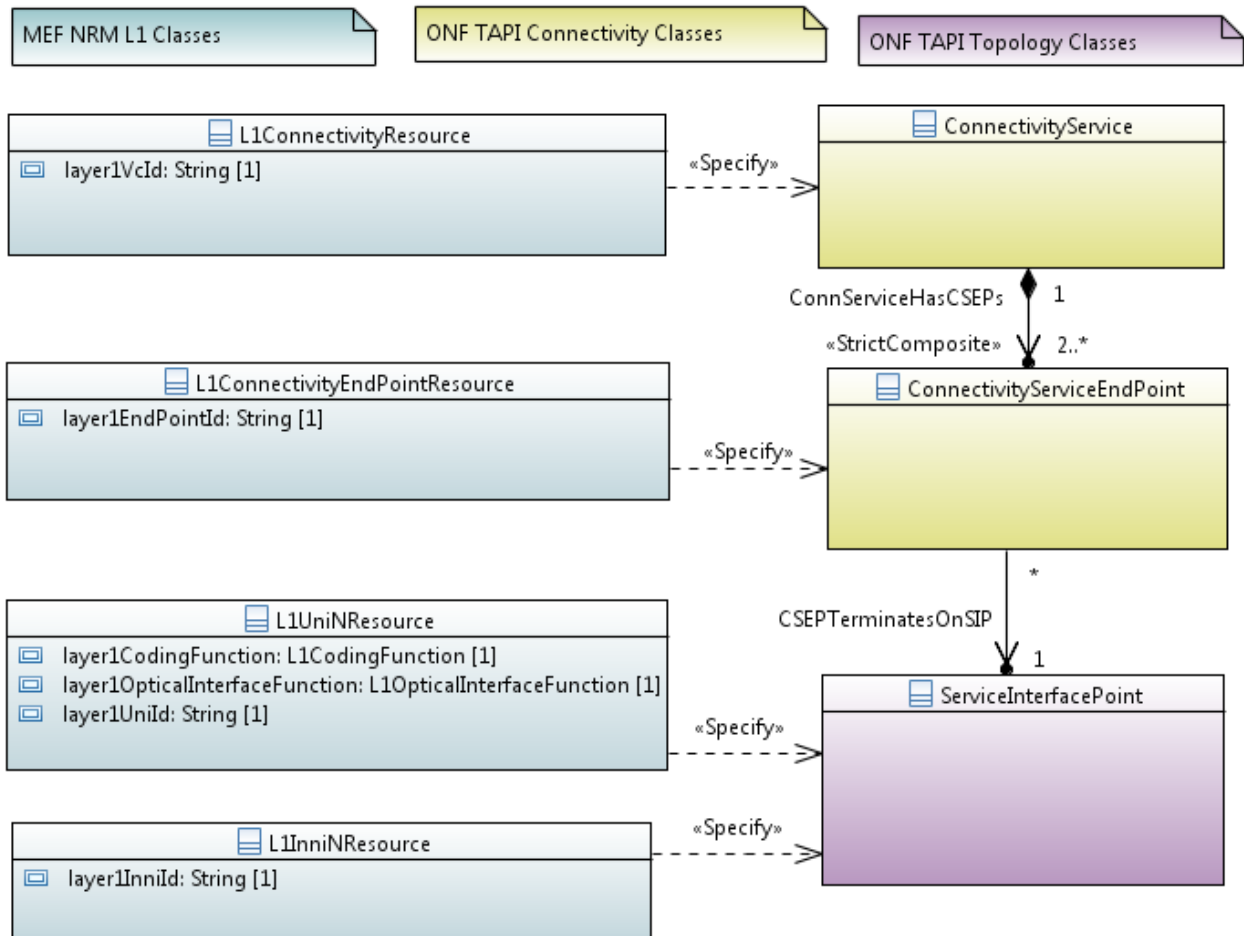 MEF NRM L1 Classes
ONF TAPI Connectivity Classes
ONF TAPI Topology Classes
L1ConnectivityResource
layer1VcId: String [1]
«Specify»
ConnectivityService
ConnServiceHasCSEPs
1
«StrictComposite»
2..*
L1ConnectivityEndPointResource
layer1EndPointId: String [1]
«Specify»
ConnectivityServiceEndPoint
*
CSEPTerminatesOnSIP
1
L1UniNResource
layer1CodingFunction: L1CodingFunction [1]
layer1OpticalInterfaceFunction: L1OpticalInterfaceFunction [1]
layer1UniId: String [1]
«Specify»
ServiceInterfacePoint
L1InniNResource
layer1InniId: String [1]
«Specify»